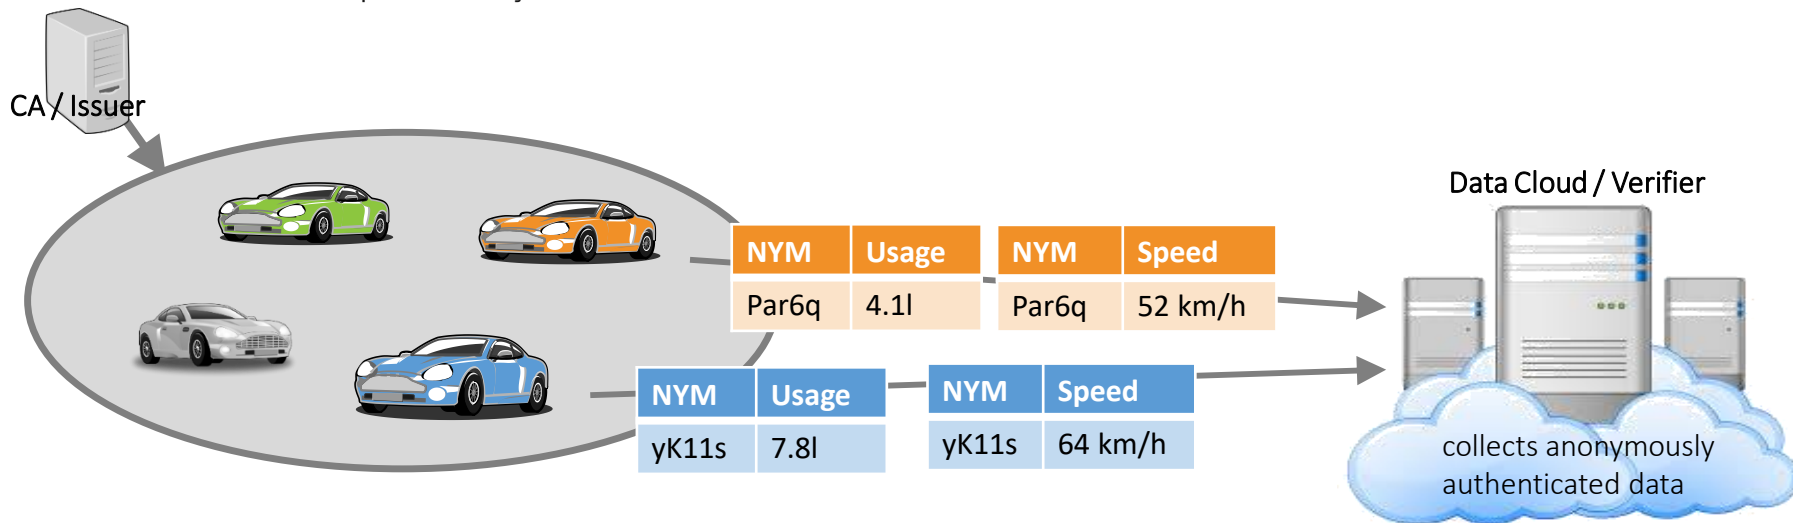 CA / Issuer
Data Cloud / Verifier
NYM Usage
Par6q 4.1l
NYM Speed
Par6q 52 km/h
NYM Usage
yK11s 7.8l
NYM Speed
yK11s 64 km/h
collects anonymously
authenticated data